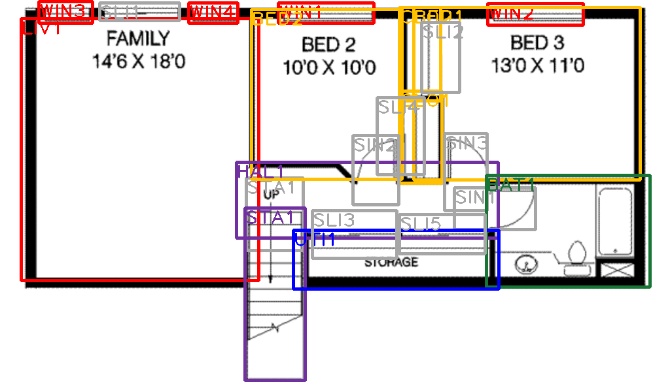 WIN3 SLI1 WIN4 WIN1 WIN2
LIV1 BED2 BED1
FAMILY BED 2 SLI2 BED 3
14'6 X 18'0 10'0 X 10'0 13'0 X 11'0
SLI4
SIN2 SIN3
HAL1
STA1 BAT1
UP SIN1
STA1 SLI3 SLI5
UTI1
STORAGE
N